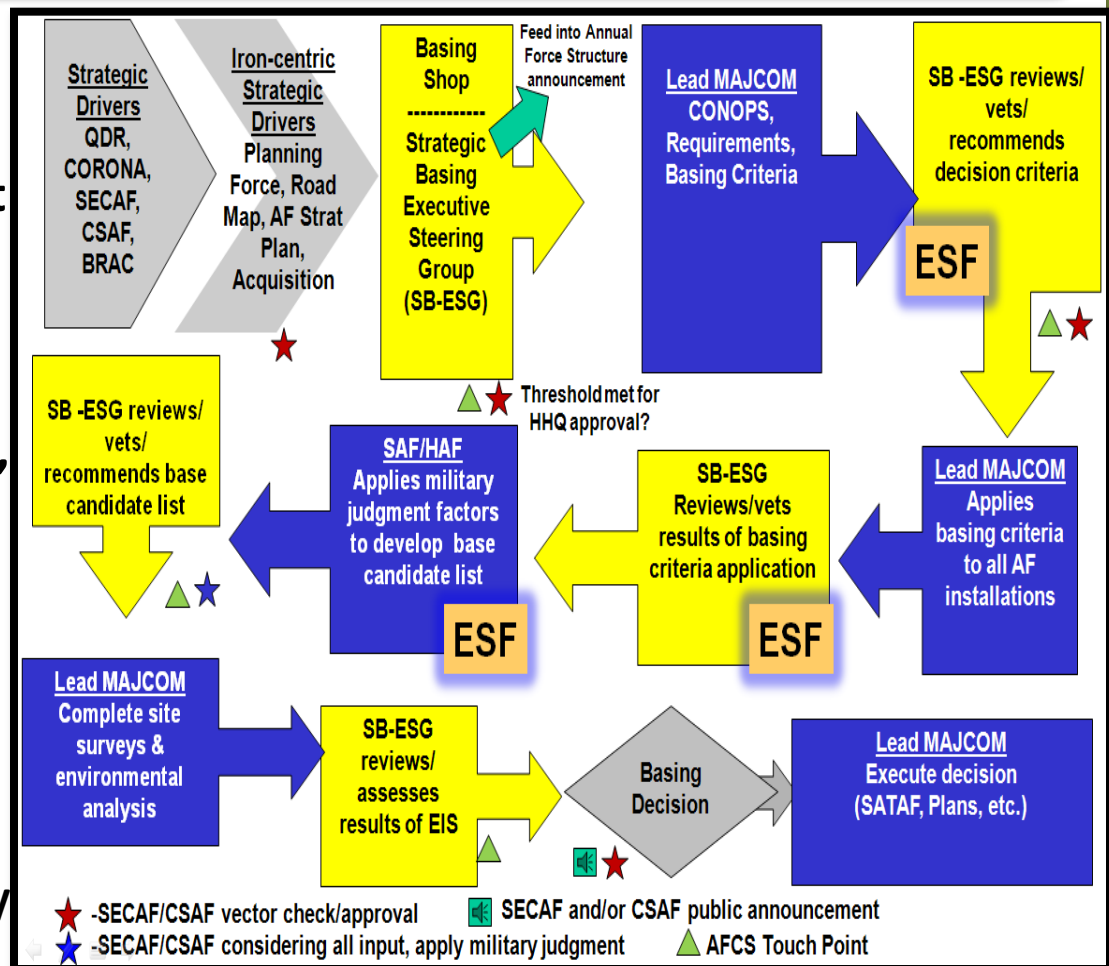 Strategic
Drivers
QDR,
CORONA,
SECAF,
CSAF,
BRAC
Iron-centric
Strategic
Drivers
Planning
Force, Road
Map, AF Strat
Plan,
Acquisition
Basing
Shop
------------
Strategic
Basing
Executive
Steering
Group
(SB-ESG)
Feed into Annual
Force Structure
announcement
Lead MAJCOM
CONOPS,
Requirements,
Basing Criteria
SB -ESG reviews/
vets/
recommends
decision criteria
ESF
Threshold met for
HHQ approval?
Lead MAJCOM
Applies
basing criteria
to all AF
installations
SB-ESG
Reviews/vets
results of basing
criteria application
ESF
SAF/HAF
Applies military
judgment factors
to develop base
candidate list
ESF
SB -ESG reviews/
vets/
recommends base
candidate list
Lead MAJCOM
Complete site
surveys &
environmental
analysis
SB-ESG
reviews/
assesses
results of EIS
Basing
Decision
Lead MAJCOM
Execute decision
(SATAF, Plans, etc.)
-SECAF/CSAF vector check/approval
SECAF and/or CSAF public announcement
-SECAF/CSAF considering all input, apply military judgment
AFCS Touch Point